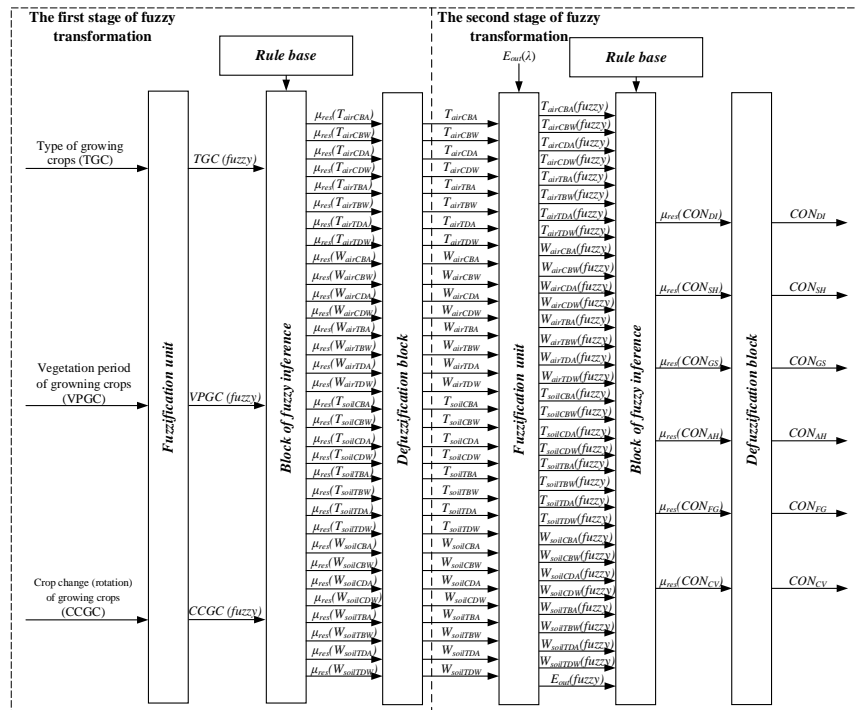 The first stage of fuzzy
transformation
The second stage of fuzzy
transformation
Rule base
E_out(λ)
Rule base
Type of growing
crops (TGC)
Vegetation period
of grownning crops
(VPGC)
Crop change (rotation)
of growing crops
(CCGC)
Fuzzification unit
TGC (fuzzy)
VPGC (fuzzy)
CCGC (fuzzy)
Block of fuzzy inference
μres(TairCBA)
μres(TairCBW)
μres(TairCDA)
μres(TairCDW)
μres(TairTBA)
μres(TairTBW)
μres(TairTDA)
μres(TairTDW)
μres(WairCBA)
μres(WairCBW)
μres(WairCDA)
μres(WairCDW)
μres(WairTBA)
μres(WairTBW)
μres(WairTDA)
μres(WairTDW)
μres(TsoilCBA)
μres(TsoilCBW)
μres(TsoilCDA)
μres(TsoilCDW)
μres(TsoilTBA)
μres(TsoilTBW)
μres(TsoilTDA)
μres(TsoilTDW)
μres(WsoilCBA)
μres(WsoilCBW)
μres(WsoilCDA)
μres(WsoilCDW)
μres(WsoilTBA)
μres(WsoilTBW)
μres(WsoilTDA)
μres(WsoilTDW)
Defuzzification block
TairCBA
TairCBW
TairCDA
TairCDW
TairTBA
TairTBW
TairTDA
TairTDW
WairCBA
WairCBW
WairCDA
WairCDW
WairTBA
WairTBW
WairTDA
WairTDW
TsoilCBA
TsoilCBW
TsoilCDA
TsoilCDW
TsoilTBA
TsoilTBW
TsoilTDA
TsoilTDW
WsoilCBA
WsoilCBW
WsoilCDA
WsoilCDW
WsoilTBA
WsoilTBW
WsoilTDA
WsoilTDW
Fuzzification unit
TairCBA(fuzzy)
TairCBW(fuzzy)
TairCDA(fuzzy)
TairCDW(fuzzy)
TairTBA(fuzzy)
TairTBW(fuzzy)
TairTDA(fuzzy)
TairTDW(fuzzy)
WairCBA(fuzzy)
WairCBW(fuzzy)
WairCDA(fuzzy)
WairCDW(fuzzy)
WairTBA(fuzzy)
WairTBW(fuzzy)
WairTDA(fuzzy)
WairTDW(fuzzy)
TsoilCBA(fuzzy)
TsoilCBW(fuzzy)
TsoilCDA(fuzzy)
TsoilCDW(fuzzy)
TsoilTBA(fuzzy)
TsoilTBW(fuzzy)
TsoilTDA(fuzzy)
TsoilTDW(fuzzy)
WsoilCBA(fuzzy)
WsoilCBW(fuzzy)
WsoilCDA(fuzzy)
WsoilCDW(fuzzy)
WsoilTBA(fuzzy)
WsoilTBW(fuzzy)
WsoilTDA(fuzzy)
WsoilTDW(fuzzy)
Eout(fuzzy)
Block of fuzzy inference
μres(CONDI)
μres(CONSH)
μres(CONGS)
μres(CONAH)
μres(CONFG)
μres(CONCV)
Defuzzification block
CONDI
CONSH
CONGS
CONAH
CONFG
CONCV